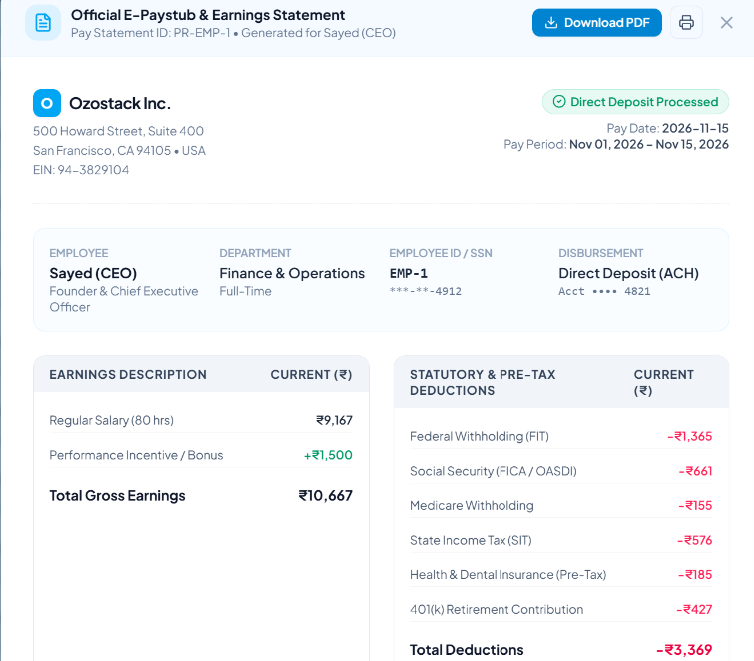 Official E-Paystub & Earnings Statement
Pay Statement ID: PR-EMP-1 • Generated for Sayed (CEO)
Download PDF
O
Ozostack Inc.
500 Howard Street, Suite 400
San Francisco, CA 94105 • USA
EIN: 94-3829104
Direct Deposit Processed
Pay Date: 2026-11-15
Pay Period: Nov 01, 2026 – Nov 15, 2026
EMPLOYEE
Sayed (CEO)
Founder & Chief Executive
Officer
DEPARTMENT
Finance & Operations
Full-Time
EMPLOYEE ID / SSN
EMP-1
***-**-4912
DISBURSEMENT
Direct Deposit (ACH)
Acct •••• 4821
EARNINGS DESCRIPTION CURRENT (₹)
Regular Salary (80 hrs) ₹9,167
Performance Incentive / Bonus +₹1,500
Total Gross Earnings ₹10,667
STATUTORY & PRE-TAX
DEDUCTIONS
CURRENT
(₹)
Federal Withholding (FIT) -₹1,365
Social Security (FICA / OASDI) -₹661
Medicare Withholding -₹155
State Income Tax (SIT) -₹576
Health & Dental Insurance (Pre-Tax) -₹185
401(k) Retirement Contribution -₹427
Total Deductions -₹3,369